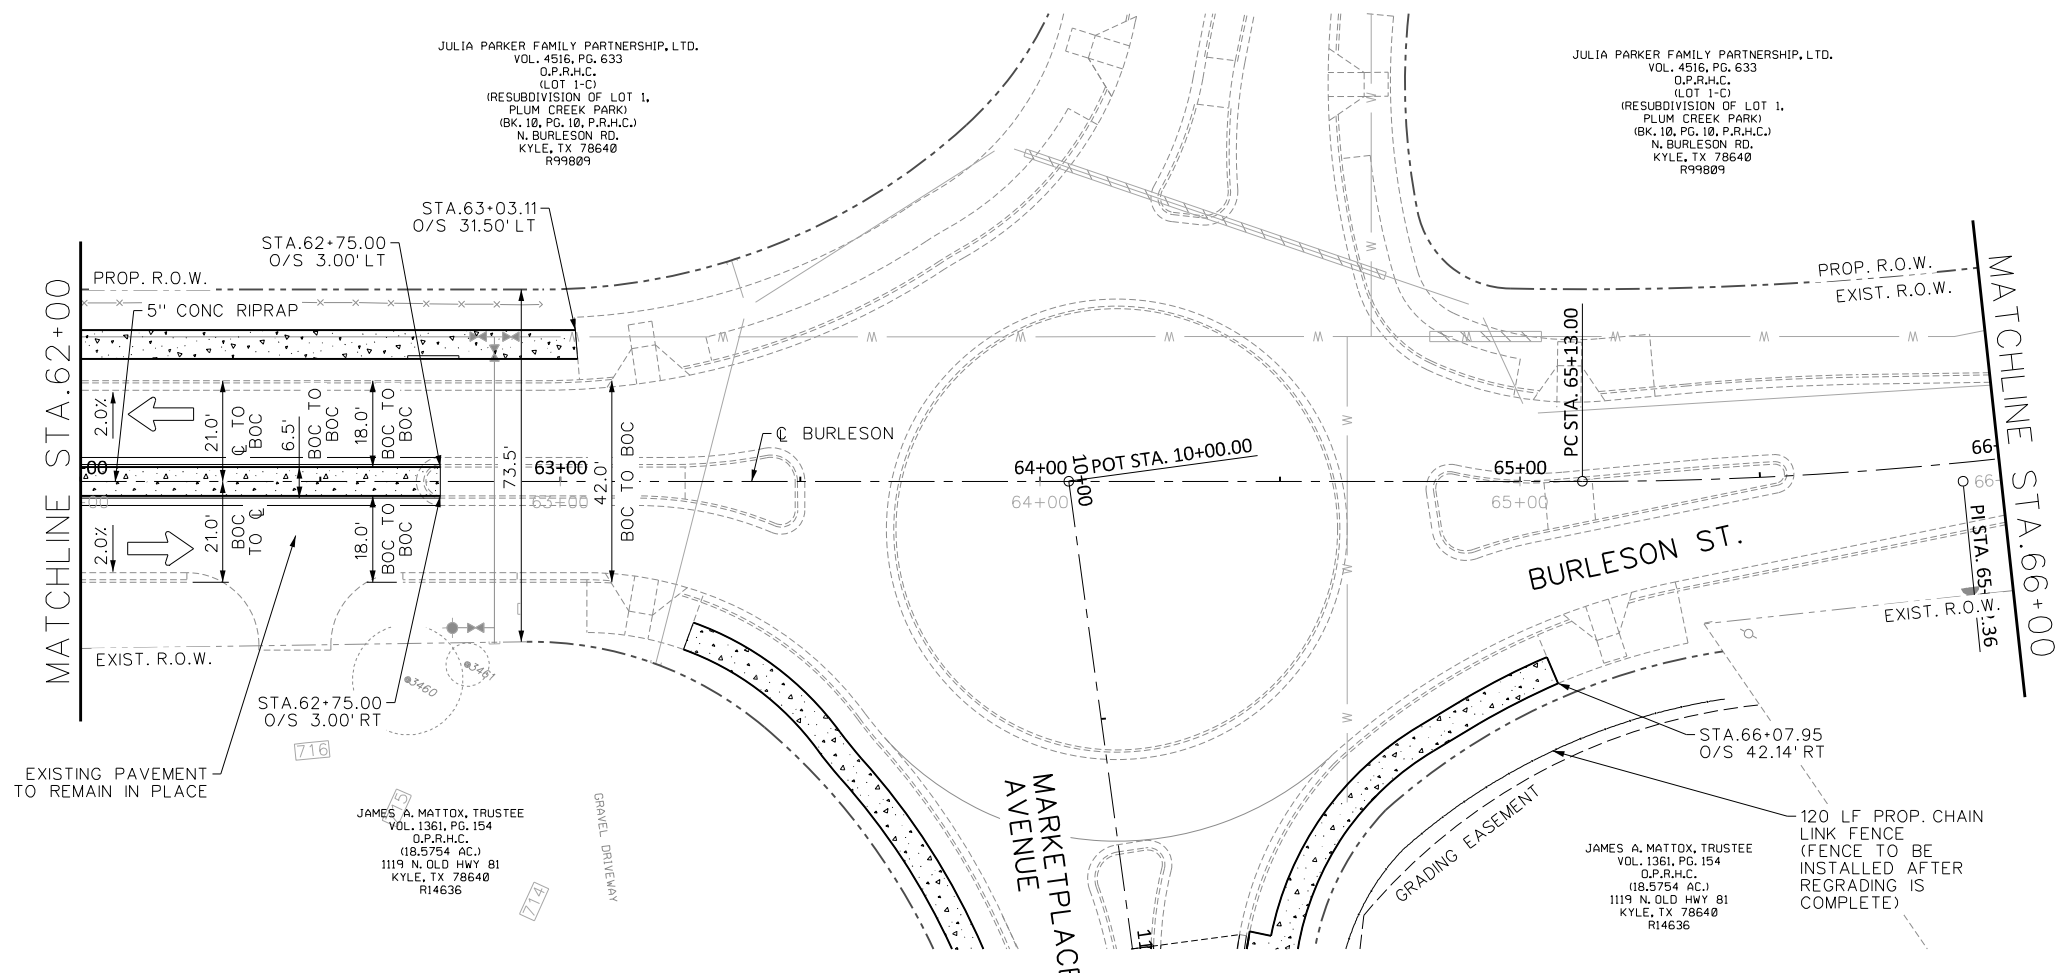 JULIA PARKER FAMILY PARTNERSHIP, LTD.
VOL. 4516, PG. 633
O.P.R.H.C.
(LOT 1-C)
(RESUBDIVISION OF LOT 1,
PLUM CREEK PARK)
(BK. 10, PG. 10, P.R.H.C.)
N. BURLESON RD.
KYLE, TX 78640
R99809
JULIA PARKER FAMILY PARTNERSHIP, LTD.
VOL. 4516, PG. 633
O.P.R.H.C.
(LOT 1-C)
(RESUBDIVISION OF LOT 1,
PLUM CREEK PARK)
(BK. 10, PG. 10, P.R.H.C.)
N. BURLESON RD.
KYLE, TX 78640
R99809
STA.63+03.11
O/S 31.50' LT
STA.62+75.00
O/S 3.00' LT
PROP. R.O.W.
5" CONC RIPRAP
MATCHLINE STA.62+00
PROP. R.O.W.
EXIST. R.O.W.
MATCHLINE STA.66+00
PC STA. 65+13.00
2.0%
21.0'
℄ TO
BOC
6.5'
BOC TO
BOC
18.0'
BOC TO
BOC
73.5'
42.0'
BOC TO BOC
℄ BURLESON
+00
+00
63+00
63+00
64+00
64+00
10+00
POT STA. 10+00.00
65+00
65+00
66+
66+
2.0%
21.0'
BOC
TO ℄
18.0'
BOC TO
BOC
BURLESON ST.
PI STA. 65+ .36
EXIST. R.O.W.
EXIST. R.O.W.
3461
3460
STA.62+75.00
O/S 3.00' RT
716
EXISTING PAVEMENT
TO REMAIN IN PLACE
715
JAMES A. MATTOX, TRUSTEE
VOL. 1361, PG. 154
O.P.R.H.C.
(18.5754 AC.)
1119 N. OLD HWY 81
KYLE, TX 78640
R14636
714
GRAVEL DRIVEWAY
MARKETPLACE
AVENUE
11
STA.66+07.95
O/S 42.14' RT
GRADING EASEMENT
120 LF PROP. CHAIN
LINK FENCE
(FENCE TO BE
INSTALLED AFTER
REGRADING IS
COMPLETE)
JAMES A. MATTOX, TRUSTEE
VOL. 1361, PG. 154
O.P.R.H.C.
(18.5754 AC.)
1119 N. OLD HWY 81
KYLE, TX 78640
R14636
W
W
W
W
W
W
W
W
W
W
W
W
W
W